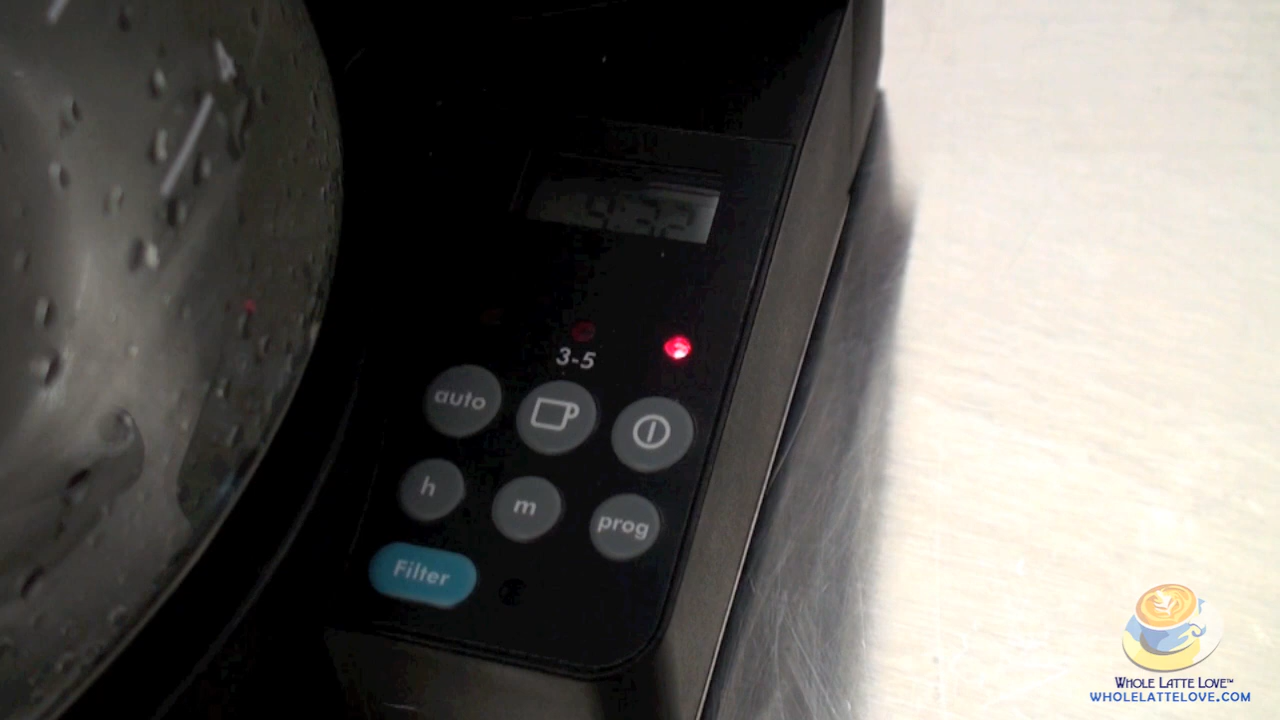 3-5
auto
h m prog
Filter
WHOLE LATTE LOVE™
WHOLELATTELOVE.COM